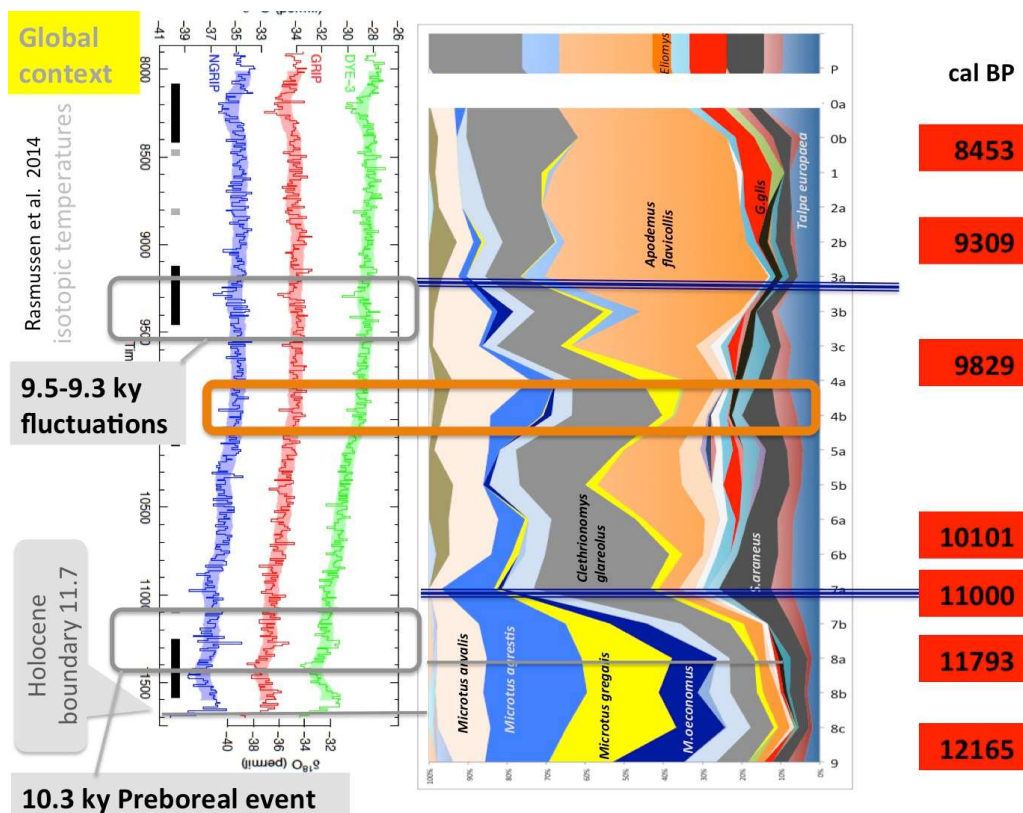 Global
context
Rasmussen et al. 2014
isotopic temperatures
-41
-39
-37
-35
-33
-38
-36
-34
-32
-30
-28
-26
NGRIP
GRIP
DYE-3
8000
8500
9000
9500
Tim
10500
11000
1500
40
-38
-36
-34
-32
δ18O (permil)
9.5-9.3 ky
fluctuations
Holocene
boundary 11.7
10.3 ky Preboreal event
Eliomys
Apodemus
flavicollis
G.glis
Talpa europaea
Clethrionomys
glareolus
S.araneus
Microtus arvalis
Microtus agrestis
Microtus gregalis
M.oeconomus
100%
90%
80%
70%
60%
50%
40%
30%
20%
10%
0%
P
0a
0b
1
2a
2b
3a
3b
3c
4a
4b
5a
5b
6a
6b
7a
7b
8a
8b
8c
9
cal BP
8453
9309
9829
10101
11000
11793
12165